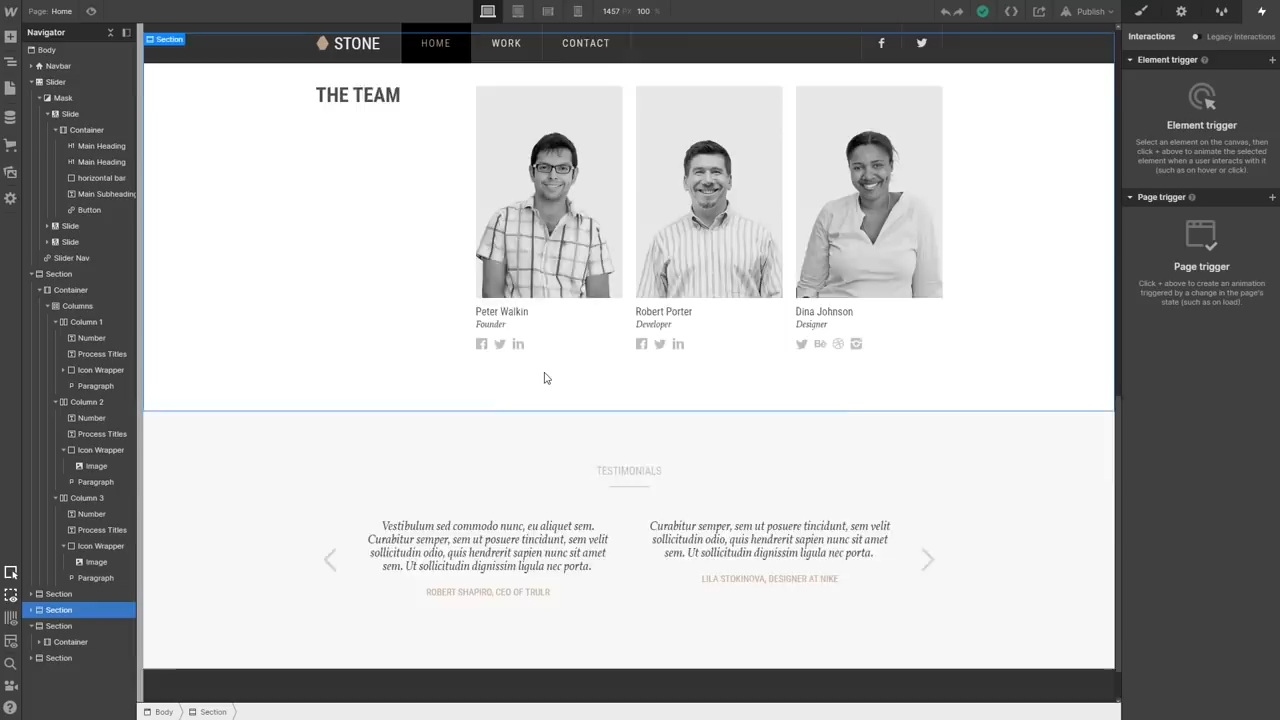 Page: Home
1457 PX 100 %
Publish
Navigator
Body
Navbar
Slider
Mask
Slide
Container
Main Heading
Main Heading
horizontal bar
Main Subheading
Button
Slide
Slide
Slider Nav
Section
Container
Columns
Column 1
Number
Process Titles
Icon Wrapper
Paragraph
Column 2
Number
Process Titles
Icon Wrapper
Image
Paragraph
Column 3
Number
Process Titles
Icon Wrapper
Image
Paragraph
Section
Section
Section
Container
Section
Section
STONE
HOME
WORK
CONTACT
THE TEAM
Peter Walkin
Founder
Robert Porter
Developer
Dina Johnson
Designer
TESTIMONIALS
Vestibulum sed commodo nunc, eu aliquet sem.
Curabitur semper, sem ut posuere tincidunt, sem velit
sollicitudin odio, quis hendrerit sapien nunc sit amet
sem. Ut sollicitudin dignissim ligula nec porta.
ROBERT SHAPIRO, CEO OF TRULR
Curabitur semper, sem ut posuere tincidunt, sem velit
sollicitudin odio, quis hendrerit sapien nunc sit amet
sem. Ut sollicitudin dignissim ligula nec porta.
LILA STOKINOVA, DESIGNER AT NIKE
Body
Section
Interactions
Legacy Interactions
Element trigger
Element trigger
Select an element on the canvas, then
click + above to animate the selected
element when a user interacts with it
(such as on hover or click).
Page trigger
Page trigger
Click + above to create an animation
triggered by a change in the page's
state (such as on load).